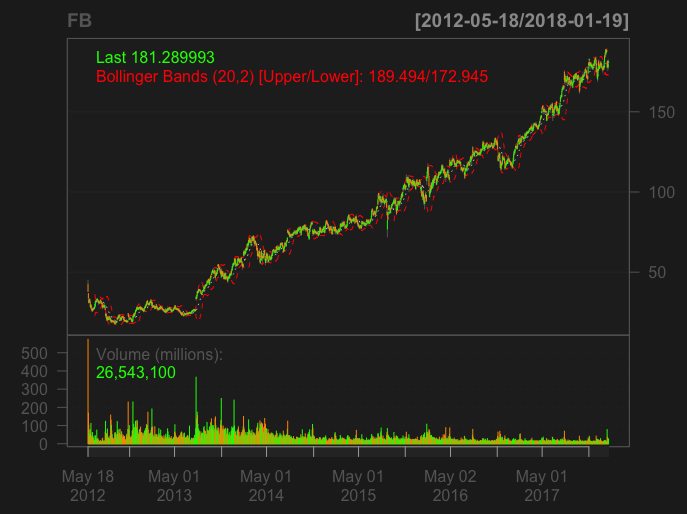 FB [2012-05-18/2018-01-19]
Last 181.289993
Bollinger Bands (20,2) [Upper/Lower]: 189.494/172.945
150
100
50
Volume (millions):
26,543,100
500
400
300
200
100
0
May 18 May 01 May 01 May 01 May 02 May 01
2012 2013 2014 2015 2016 2017